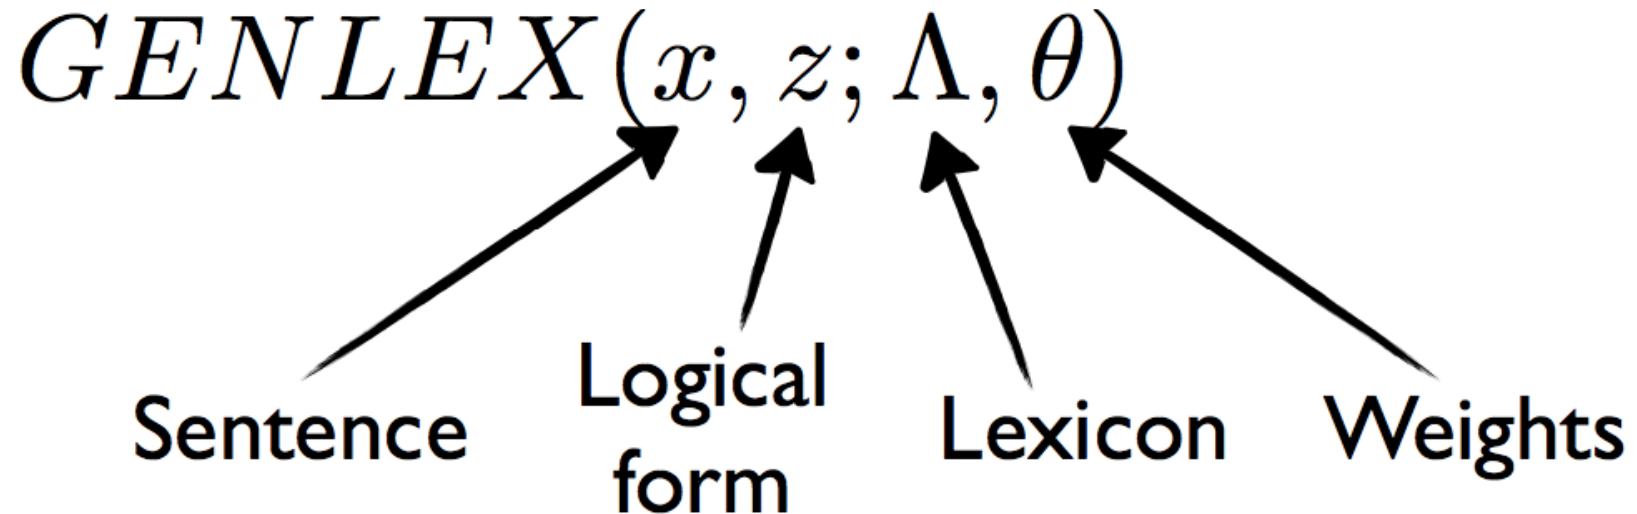 GENLEX(x, z; Λ, θ)
Sentence
Logical
form
Lexicon
Weights